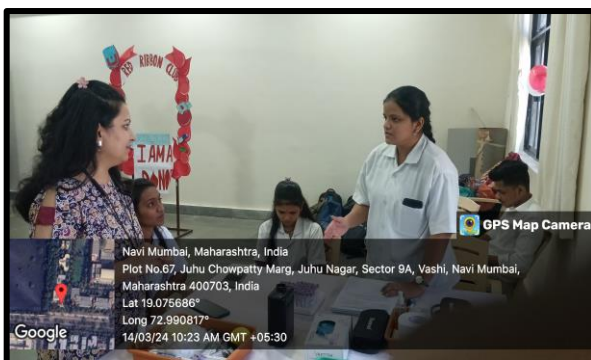 RED RIBBON CLUB
I AM A
DONO
GPS Map Camera
Navi Mumbai, Maharashtra, India
Plot No.67, Juhu Chowpatty Marg, Juhu Nagar, Sector 9A, Vashi, Navi Mumbai,
Maharashtra 400703, India
Lat 19.075686°
Long 72.990817°
14/03/24 10:23 AM GMT +05:30
Google